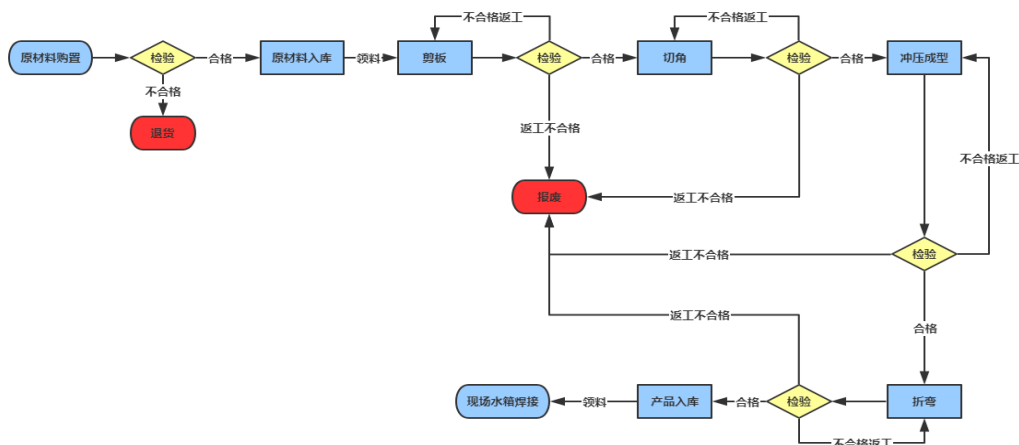 不合格返工
不合格返工
原材料购置
检验
合格
原材料入库
领料
剪板
检验
合格
切角
检验
合格
冲压成型
不合格
退货
返工不合格
不合格返工
报废
返工不合格
返工不合格
检验
返工不合格
合格
现场水箱焊接
领料
产品入库
合格
检验
折弯
不合格返工